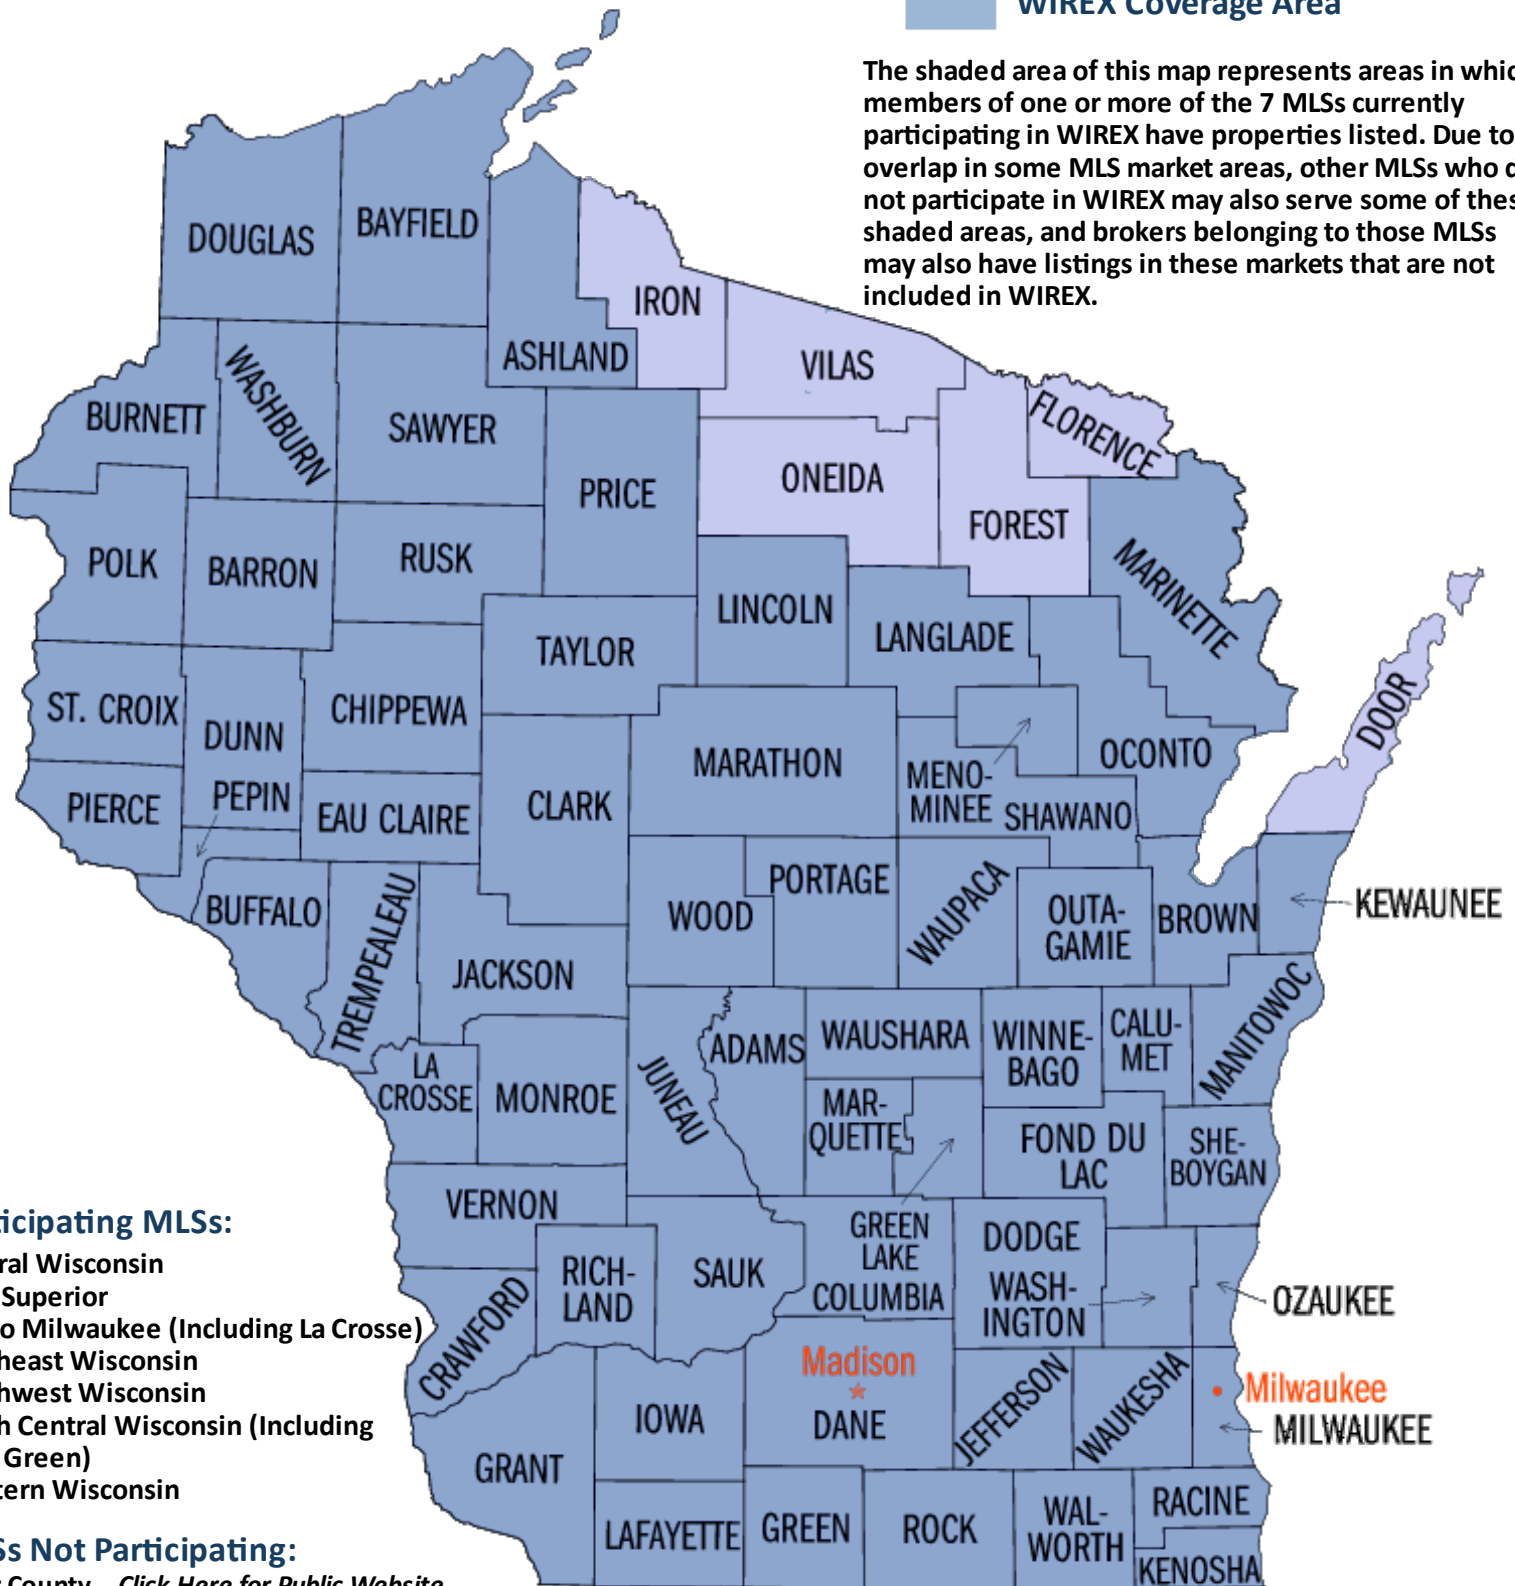 WIREX Coverage Area
The shaded area of this map represents areas in whic
members of one or more of the 7 MLSs currently
participating in WIREX have properties listed. Due to
overlap in some MLS market areas, other MLSs who d
not participate in WIREX may also serve some of thes
shaded areas, and brokers belonging to those MLSs
may also have listings in these markets that are not
included in WIREX.
DOUGLAS
BAYFIELD
ASHLAND
IRON
VILAS
FLORENCE
BURNETT
WASHBURN
SAWYER
PRICE
ONEIDA
FOREST
MARINETTE
POLK
BARRON
RUSK
TAYLOR
LINCOLN
LANGLADE
DOOR
ST. CROIX
DUNN
CHIPPEWA
MARATHON
MENO-
MINEE
OCONTO
SHAWANO
PIERCE
PEPIN
EAU CLAIRE
CLARK
BUFFALO
TREMPEALEAU
JACKSON
WOOD
PORTAGE
WAUPACA
OUTA-
GAMIE
BROWN
KEWAUNEE
LA
CROSSE
MONROE
JUNEAU
ADAMS
WAUSHARA
WINNE-
BAGO
CALU-
MET
MANITOWOC
MAR-
QUETTE
GREEN
LAKE
FOND DU
LAC
SHE-
BOYGAN
VERNON
RICH-
LAND
SAUK
COLUMBIA
DODGE
WASH-
INGTON
OZAUKEE
CRAWFORD
GRANT
IOWA
Madison
DANE
JEFFERSON
WAUKESHA
Milwaukee
MILWAUKEE
LAFAYETTE
GREEN
ROCK
WAL-
WORTH
RACINE
KENOSHA
ticipating MLSs:
ral Wisconsin
Superior
o Milwaukee (Including La Crosse)
heast Wisconsin
hwest Wisconsin
h Central Wisconsin (Including
Green)
tern Wisconsin
s Not Participating:
County - Click Here for Public Website